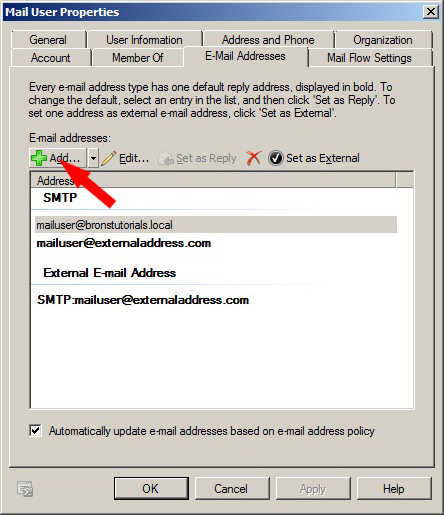 Mail User Properties
General User Information Address and Phone Organization
Account Member Of E-Mail Addresses Mail Flow Settings
Every e-mail address type has one default reply address, displayed in bold. To
change the default, select an entry in the list, and then click 'Set as Reply'. To
set one address as external e-mail address, click 'Set as External'.
E-mail addresses:
Add... Edit... Set as Reply Set as External
Address
SMTP
mailuser@bronstutorials.local
mailuser@externaladdress.com
External E-mail Address
SMTP:mailuser@externaladdress.com
Automatically update e-mail addresses based on e-mail address policy
OK Cancel Apply Help